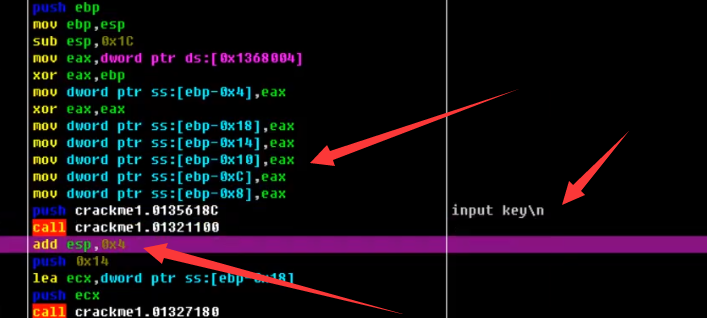 push ebp
mov ebp,esp
sub esp,0x1C
mov eax,dword ptr ds:[0x1368004]
xor eax,ebp
mov dword ptr ss:[ebp-0x4],eax
xor eax,eax
mov dword ptr ss:[ebp-0x18],eax
mov dword ptr ss:[ebp-0x14],eax
mov dword ptr ss:[ebp-0x10],eax
mov dword ptr ss:[ebp-0xC],eax
mov dword ptr ss:[ebp-0x8],eax
push crackme1.0135618C input key\n
call crackme1.01321100
add esp,0x4
push 0x14
lea ecx,dword ptr ss:[ebp-0x18]
push ecx
call crackme1.01327180